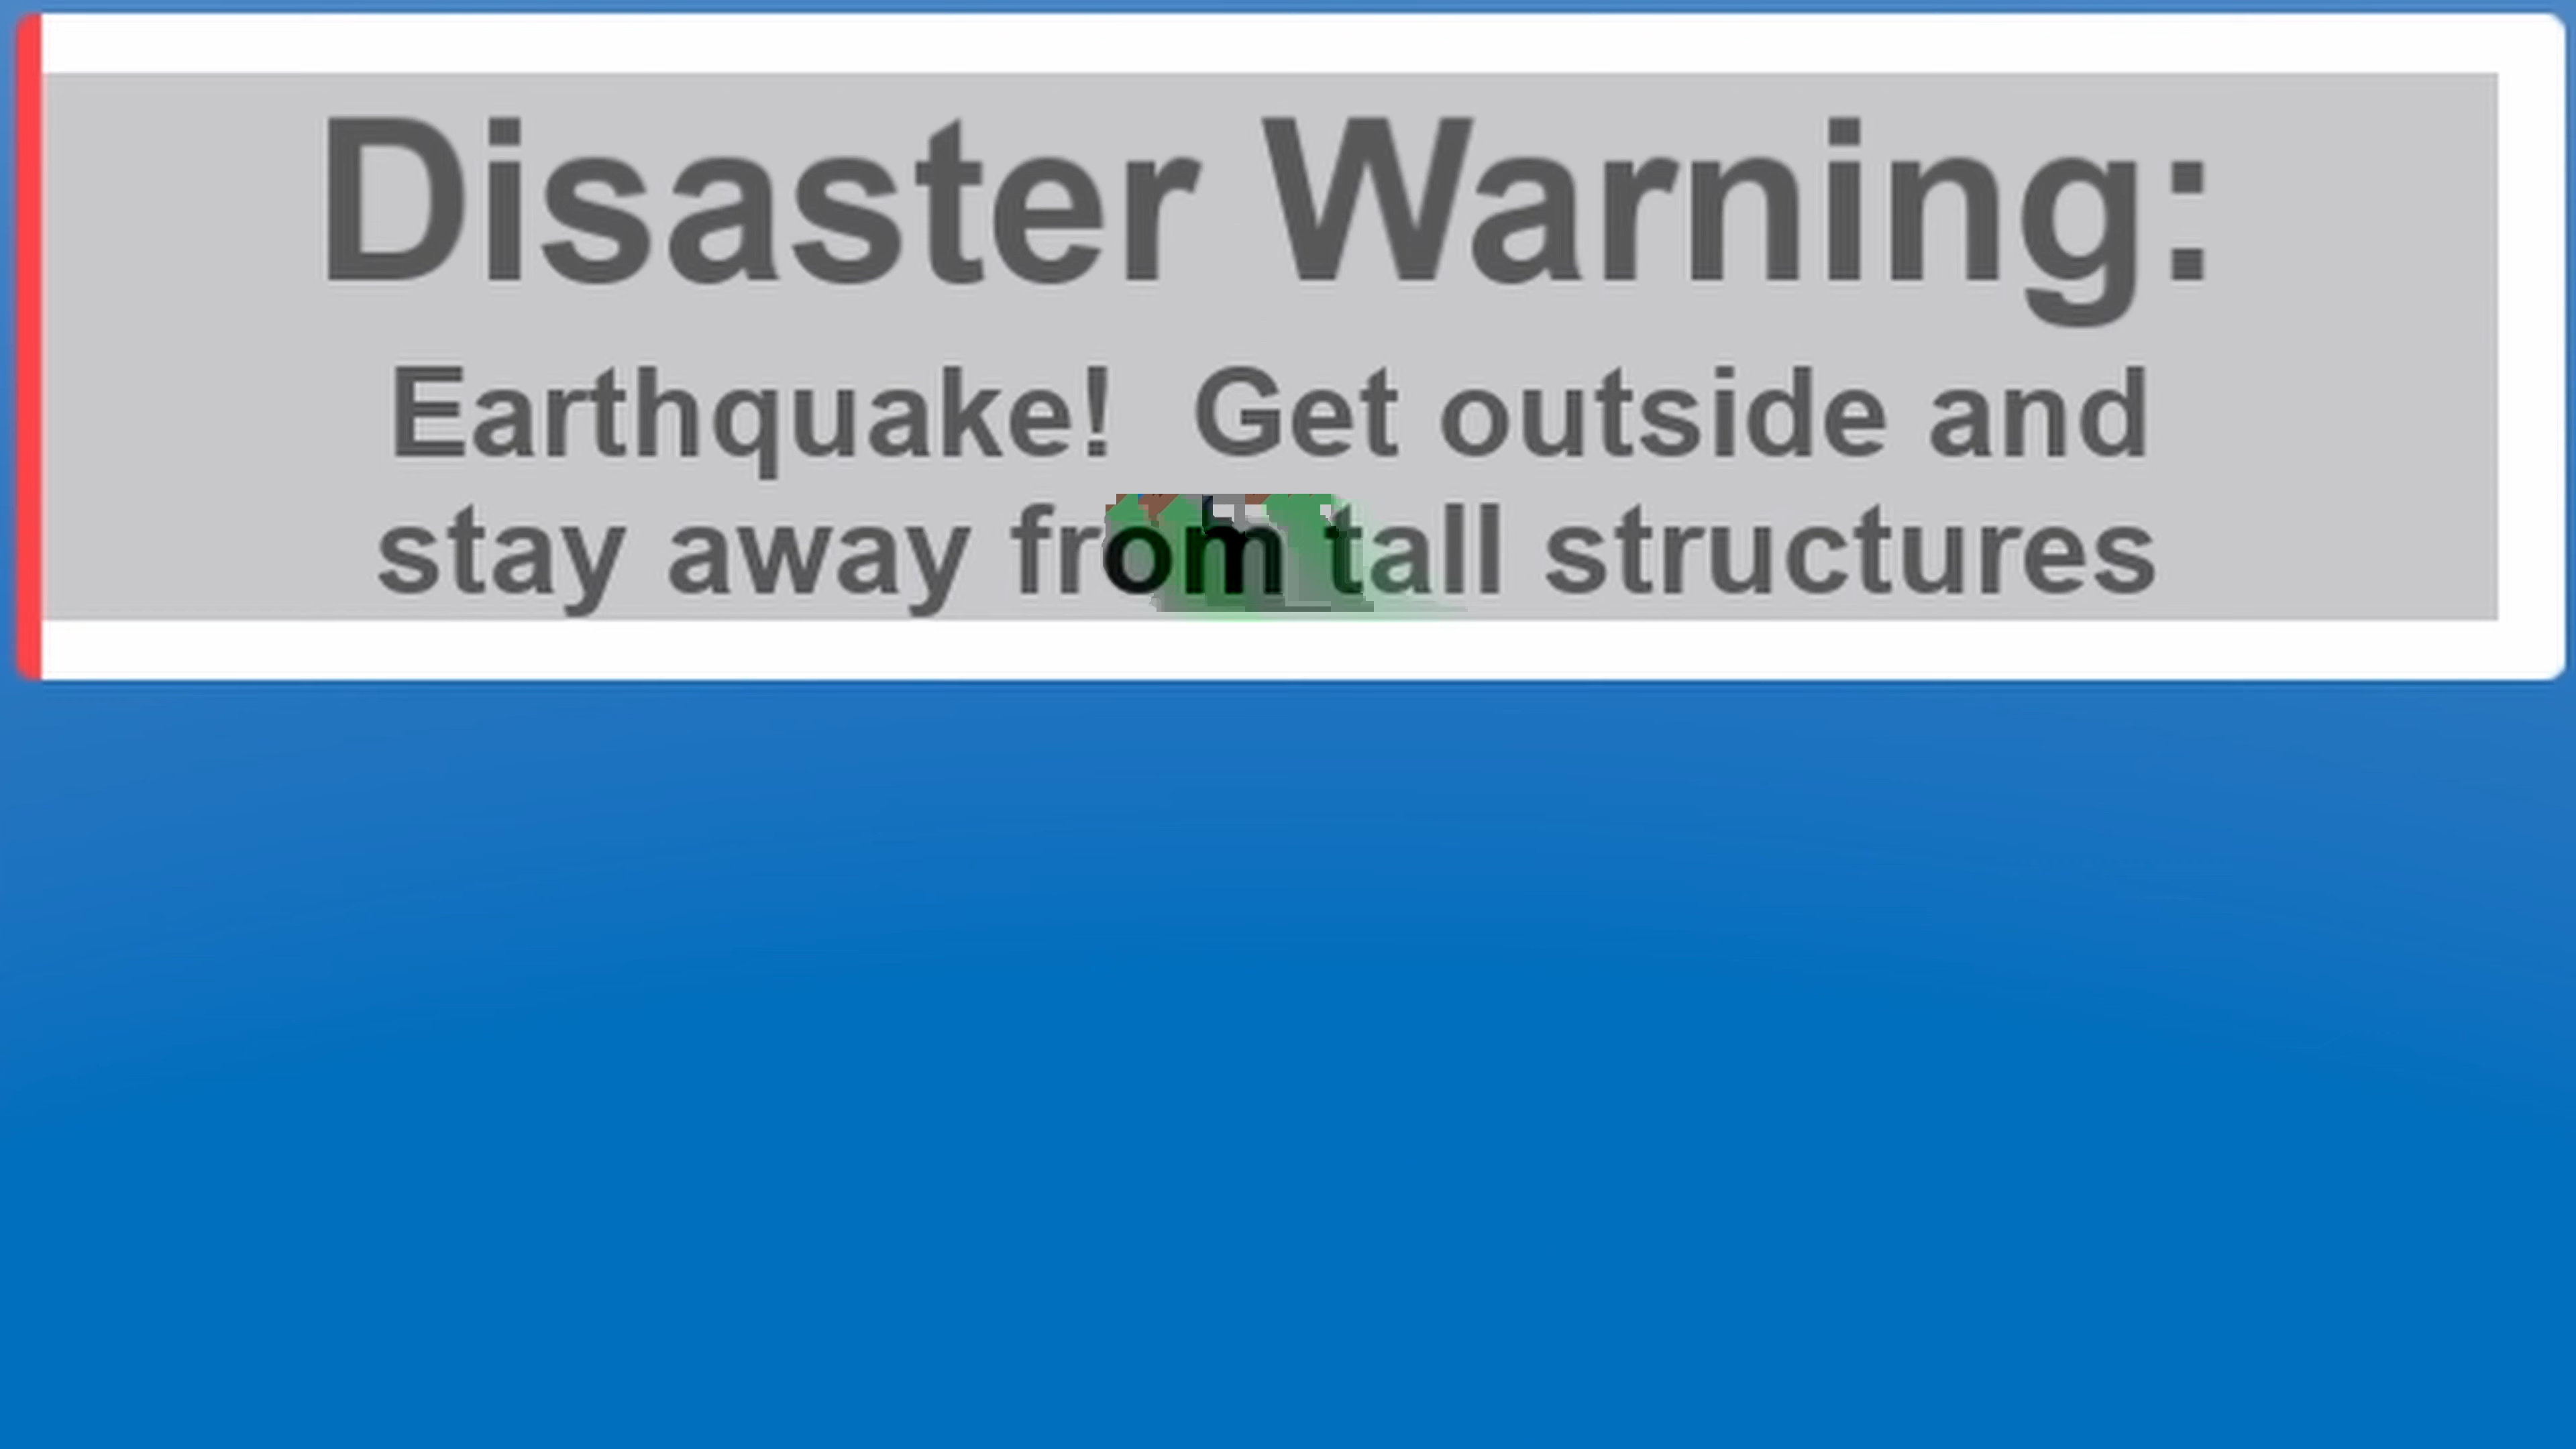 Disaster Warning:
Earthquake!  Get outside and
stay away from tall structures